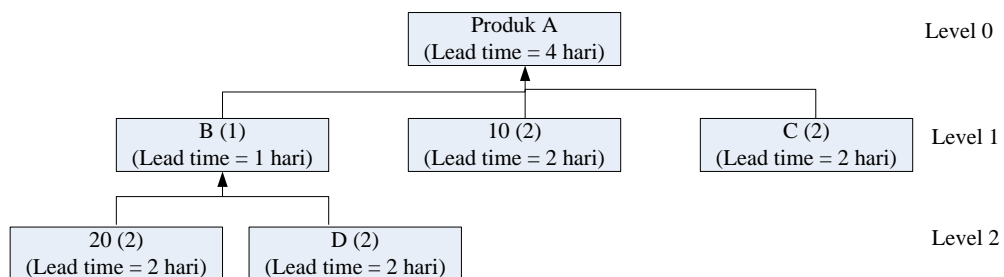 Produk A
(Lead time = 4 hari)
Level 0
B (1)
(Lead time = 1 hari)
10 (2)
(Lead time = 2 hari)
C (2)
(Lead time = 2 hari)
Level 1
20 (2)
(Lead time = 2 hari)
D (2)
(Lead time = 2 hari)
Level 2